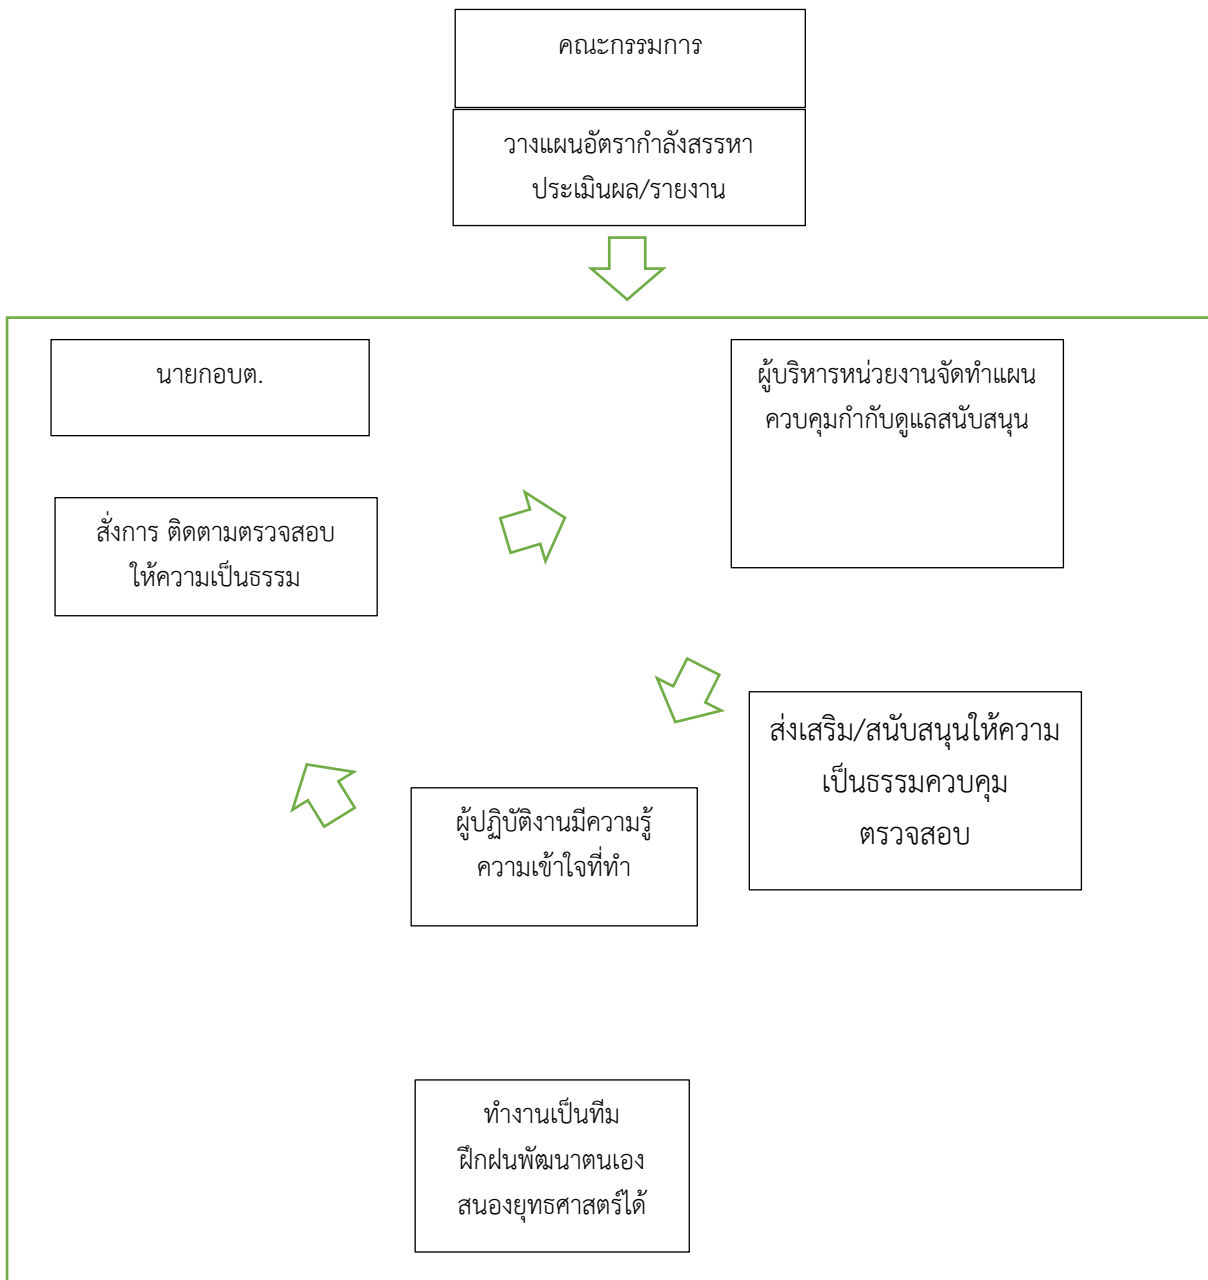 คณะกรรมการ
วางแผนอัตรากำลังสรรหา
ประเมินผล/รายงาน
นายกอบต.
สั่งการ ติดตามตรวจสอบ
ให้ความเป็นธรรม
ผู้บริหารหน่วยงานจัดทำแผน
ควบคุมกำกับดูแลสนับสนุน
ส่งเสริม/สนับสนุนให้ความ
เป็นธรรมควบคุม
ตรวจสอบ
ผู้ปฏิบัติงานมีความรู้
ความเข้าใจที่ทำ
ทำงานเป็นทีม
ฝึกฝนพัฒนาตนเอง
สนองยุทธศาสตร์ได้